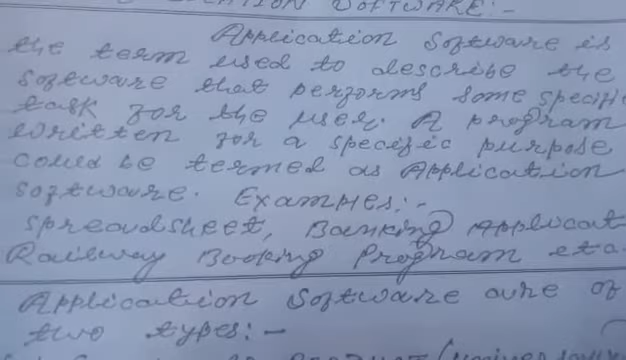 SOFTWARE:-
Application Software is
the term used to describe the
software that performs some specifi
task for the user. A program
written for a specific purpose
could be termed as Application
software. Examples:-
spreadsheet, Banking Applicat
Railway Booking Program etc.
Application Software are of
two types:-